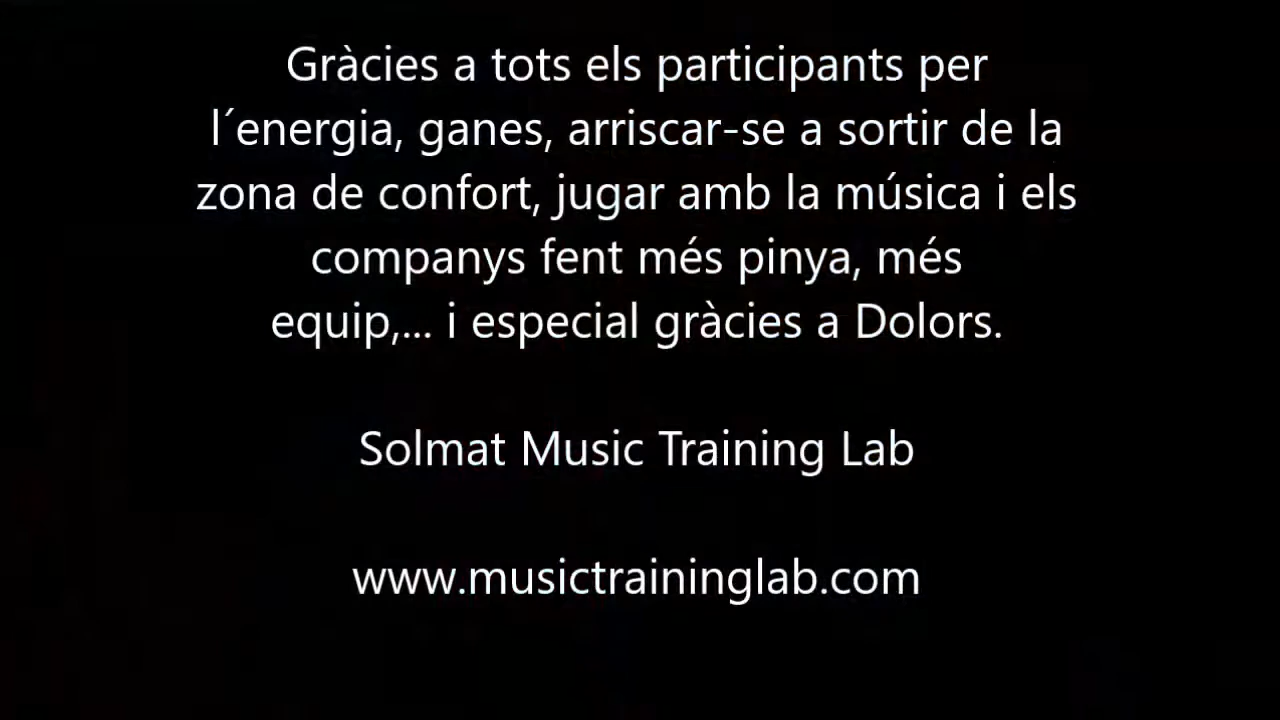 Gràcies a tots els participants per
l´energia, ganes, arriscar-se a sortir de la
zona de confort, jugar amb la música i els
companys fent més pinya, més
equip,... i especial gràcies a Dolors.
Solmat Music Training Lab
www.musictraininglab.com